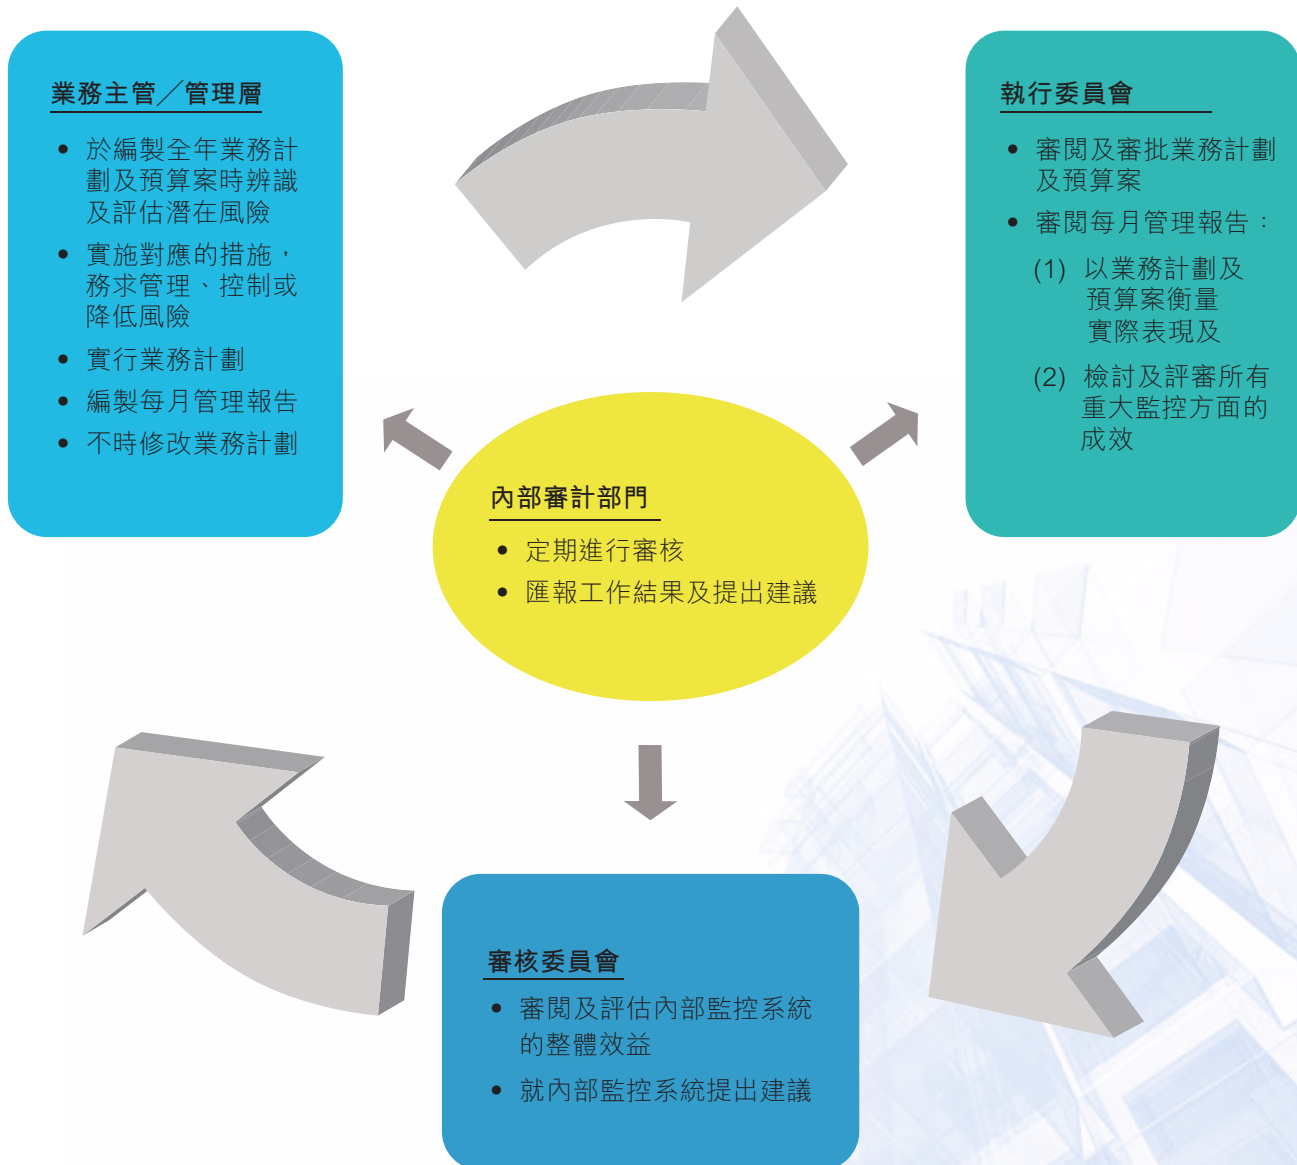 業務主管╱管理層
• 於編製全年業務計
劃及預算案時辨識
及評估潛在風險
• 實施對應的措施，
務求管理、控制或
降低風險
• 實行業務計劃
• 編製每月管理報告
• 不時修改業務計劃
執行委員會
• 審閱及審批業務計劃
及預算案
• 審閱每月管理報告：
(1) 以業務計劃及
預算案衡量
實際表現及
(2) 檢討及評審所有
重大監控方面的
成效
內部審計部門
• 定期進行審核
• 匯報工作結果及提出建議
審核委員會
• 審閱及評估內部監控系統
的整體效益
• 就內部監控系統提出建議